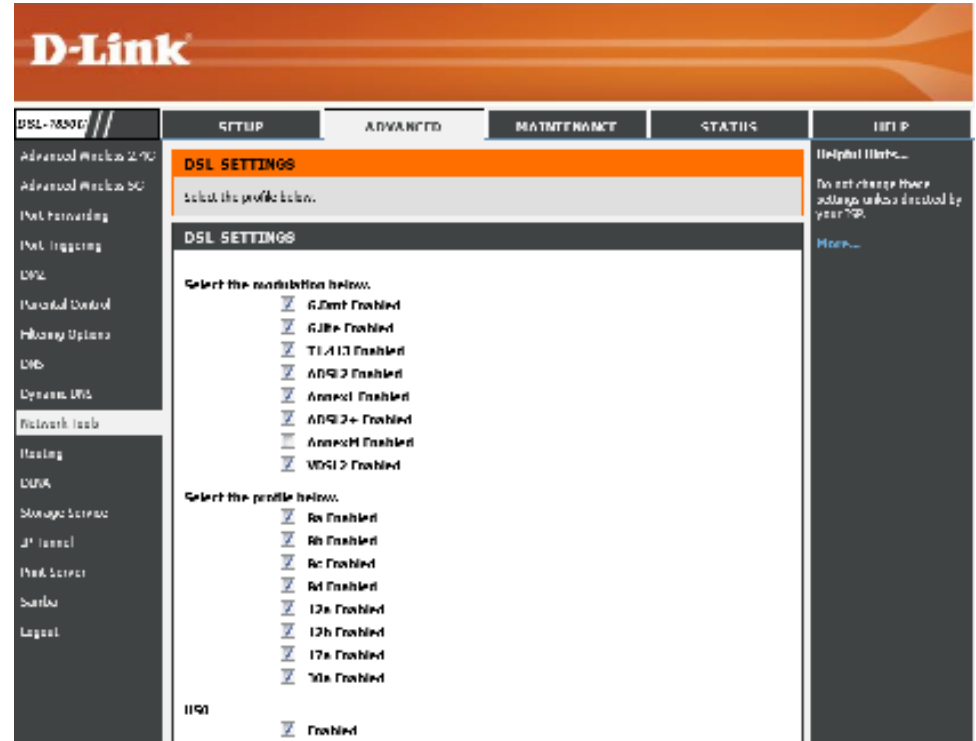 D-Link
SETUP
ADVANCED
MAINTENANCE
STATUS
HELP
Advanced Wireless 2.4G
Advanced Wireless 5G
Port Forwarding
Port Triggering
DMZ
Parental Control
Filtering Options
DNS
Dynamic DNS
Network Tools
Routing
DLNA
Storage Service
IP Tunnel
Print Server
Samba
Logout
DSL SETTINGS
Select the profile below.
DSL SETTINGS
Select the modulation below.
G.Dmt Enabled
G.lite Enabled
T1.413 Enabled
ADSL2 Enabled
AnnexL Enabled
ADSL2+ Enabled
AnnexM Enabled
VDSL2 Enabled
Select the profile below.
8a Enabled
8b Enabled
8c Enabled
8d Enabled
12a Enabled
12b Enabled
17a Enabled
30a Enabled
US0
Enabled
Helpful Hints...
Do not change these
settings unless directed by
your ISP.
More...